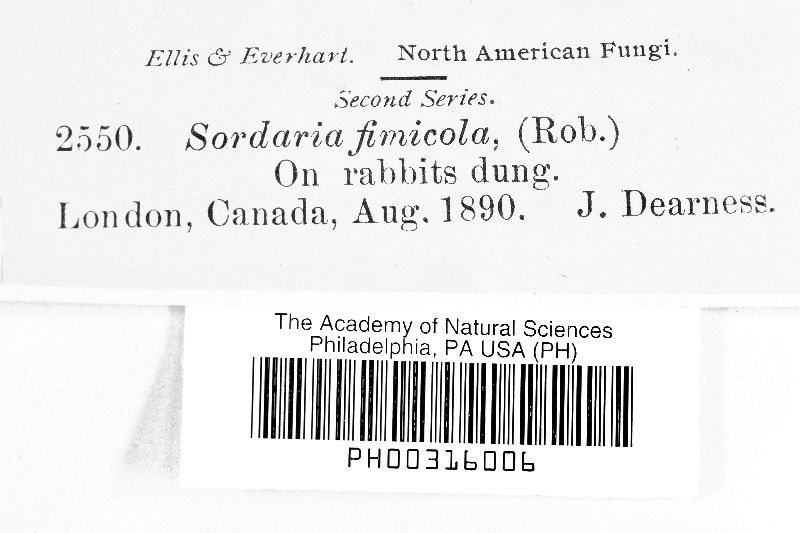 Ellis & Everhart. North American Fungi.
Second Series.
2550. Sordaria fimicola, (Rob.)
On rabbits dung.
London, Canada, Aug. 1890. J. Dearness.
The Academy of Natural Sciences
Philadelphia, PA USA (PH)
PH00316006